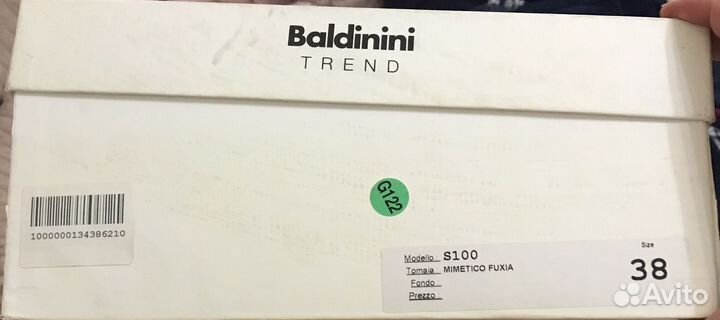 Baldinini
TREND
G122
1000000134386210
Modello: S100
Tomaia: MIMETICO FUXIA
Fondo:
Prezzo:
Size
38
Avito